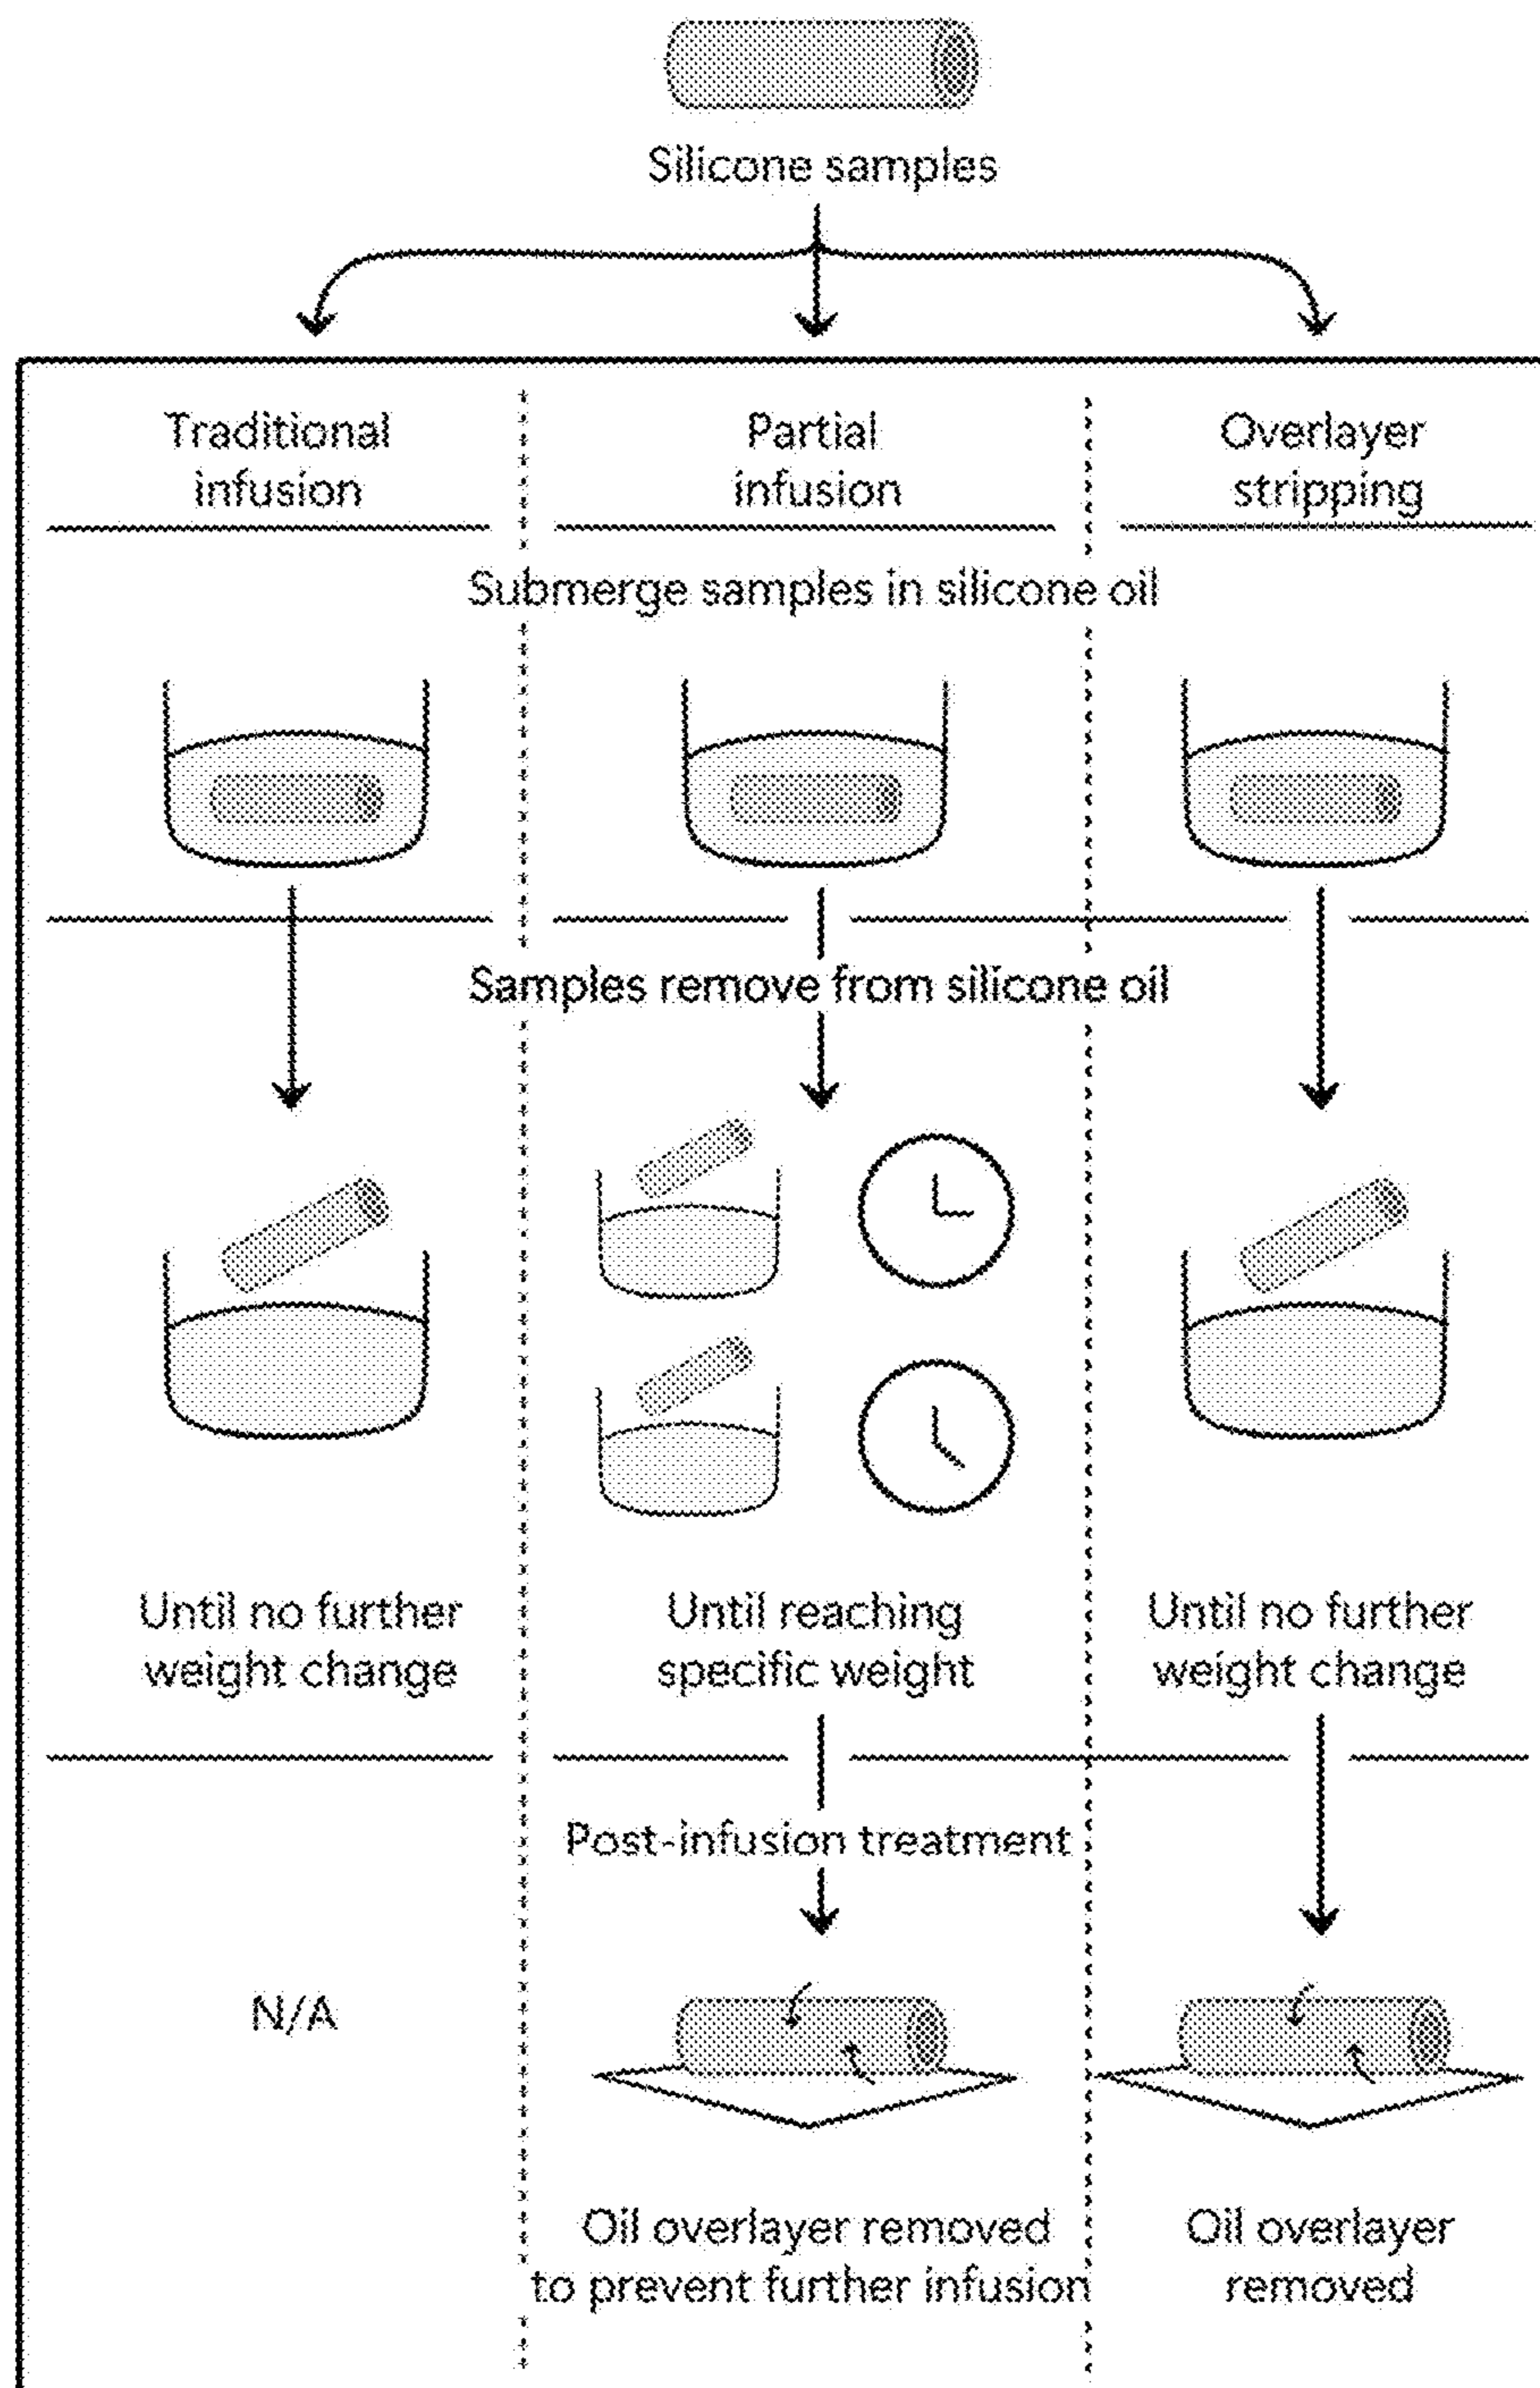 Silicone samples
Traditional
infusion
Partial
infusion
Overlayer
stripping
Submerge samples in silicone oil
Samples remove from silicone oil
Until no further
weight change
Until reaching
specific weight
Until no further
weight change
Post-infusion treatment
N/A
Oil overlayer removed
to prevent further infusion
Oil overlayer
removed